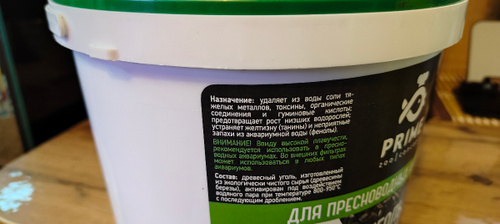 Назначение: удаляет из воды соли тя-
желых металлов, токсины, органические
соединения и гуминовые кислоты;
предотвращает рост низших водорослей;
устраняет желтизну (танины) и неприятные
запахи из аквариумной воды (фенолы).
ВНИМАНИЕ! Ввиду высокой плавучести,
рекомендуется использовать в пресно-
водных аквариумах. Во внешних фильтрах
может использоваться в любых типах
аквариумов.
Состав: древесный уголь, изготовленный
из экологически чистого сырья (древесины
березы), активирован под воздействием
водяного пара при температуре 800-950°C
с последующим дроблением.
PRIME
ДЛЯ ПРЕСНОВОДН